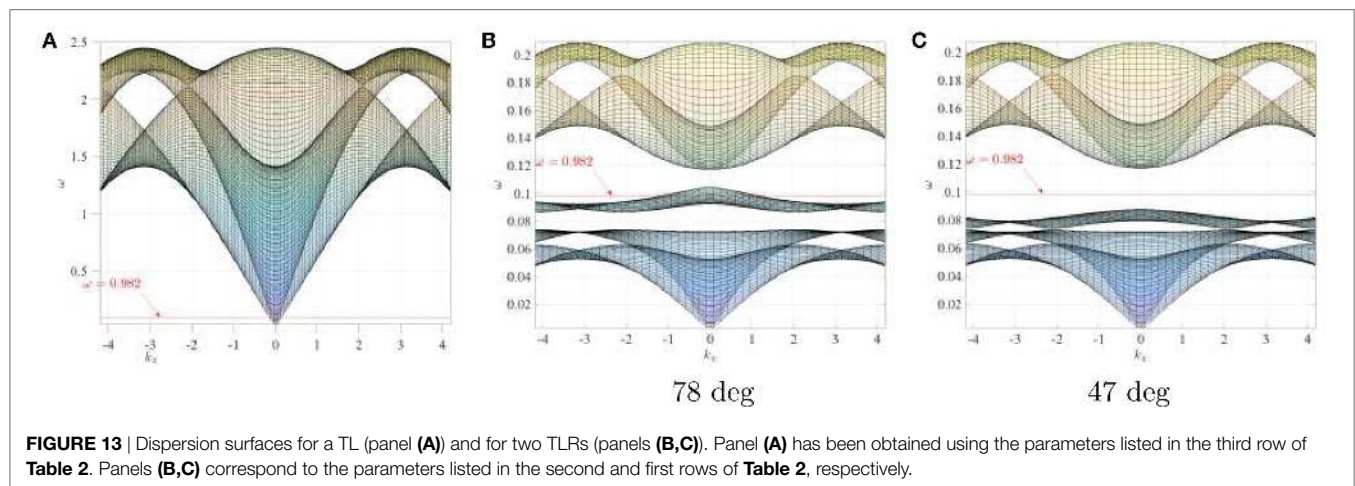 A
2.5
2
1.5
1
0.5
ω
ω = 0.982
-4 -3 -2 -1 0 1 2 3 4
kₓ
B
0.2
0.18
0.16
0.14
0.12
0.1
0.08
0.06
0.04
0.02
ω
ω = 0.982
-4 -3 -2 -1 0 1 2 3 4
kₓ
78 deg
C
0.2
0.18
0.16
0.14
0.12
0.1
0.08
0.06
0.04
0.02
ω
ω = 0.982
-4 -3 -2 -1 0 1 2 3 4
kₓ
47 deg
FIGURE 13 | Dispersion surfaces for a TL (panel (A)) and for two TLRs (panels (B,C)). Panel (A) has been obtained using the parameters listed in the third row of
Table 2. Panels (B,C) correspond to the parameters listed in the second and first rows of Table 2, respectively.